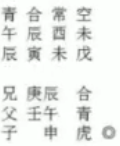 青合常空
午辰酉未
辰寅未戊
兄庚辰 合
父壬午 青
子 申 虎◎